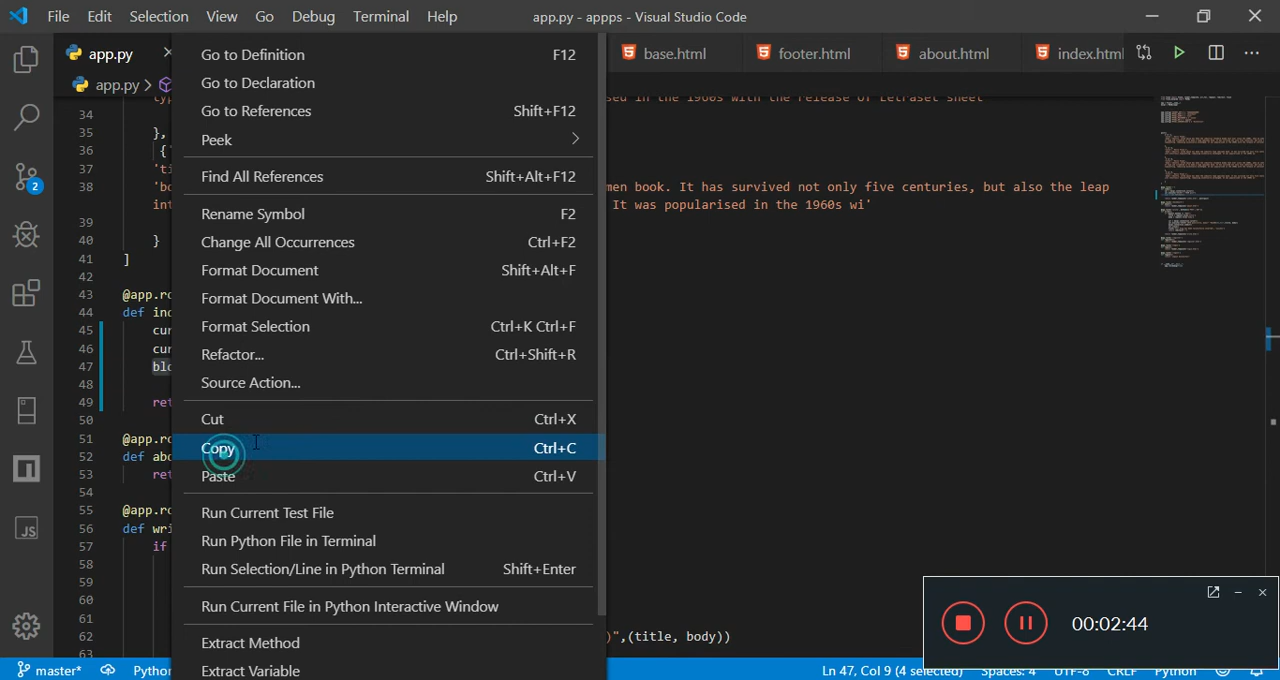 File Edit Selection View Go Debug Terminal Help app.py - appps - Visual Studio Code
app.py base.html footer.html about.html index.html
app.py
Go to Definition F12
Go to Declaration
Go to References Shift+F12
Peek
Find All References Shift+Alt+F12
Rename Symbol F2
Change All Occurrences Ctrl+F2
Format Document Shift+Alt+F
Format Document With...
Format Selection Ctrl+K Ctrl+F
Refactor... Ctrl+Shift+R
Source Action...
Cut Ctrl+X
Copy Ctrl+C
Paste Ctrl+V
Run Current Test File
Run Python File in Terminal
Run Selection/Line in Python Terminal Shift+Enter
Run Current File in Python Interactive Window
Extract Method
Extract Variable
typ sed in the 1960s with the release of Letraset sheet
34
35 },
36 {'
37 'ti
38 'bo men book. It has survived not only five centuries, but also the leap
int It was popularised in the 1960s wi'
39
40 }
41 ]
42
43 @app.ro
44 def ind
45 cur
46 cur
47 blo
48
49 ret
50
51 @app.ro
52 def abo
53 ret
54
55 @app.ro
56 def wri
57 if
58
59
60
61
62 )",(title, body))
63
2
00:02:44
master* Python Ln 47, Col 9 (4 selected) Spaces: 4 UTF-8 CRLF Python